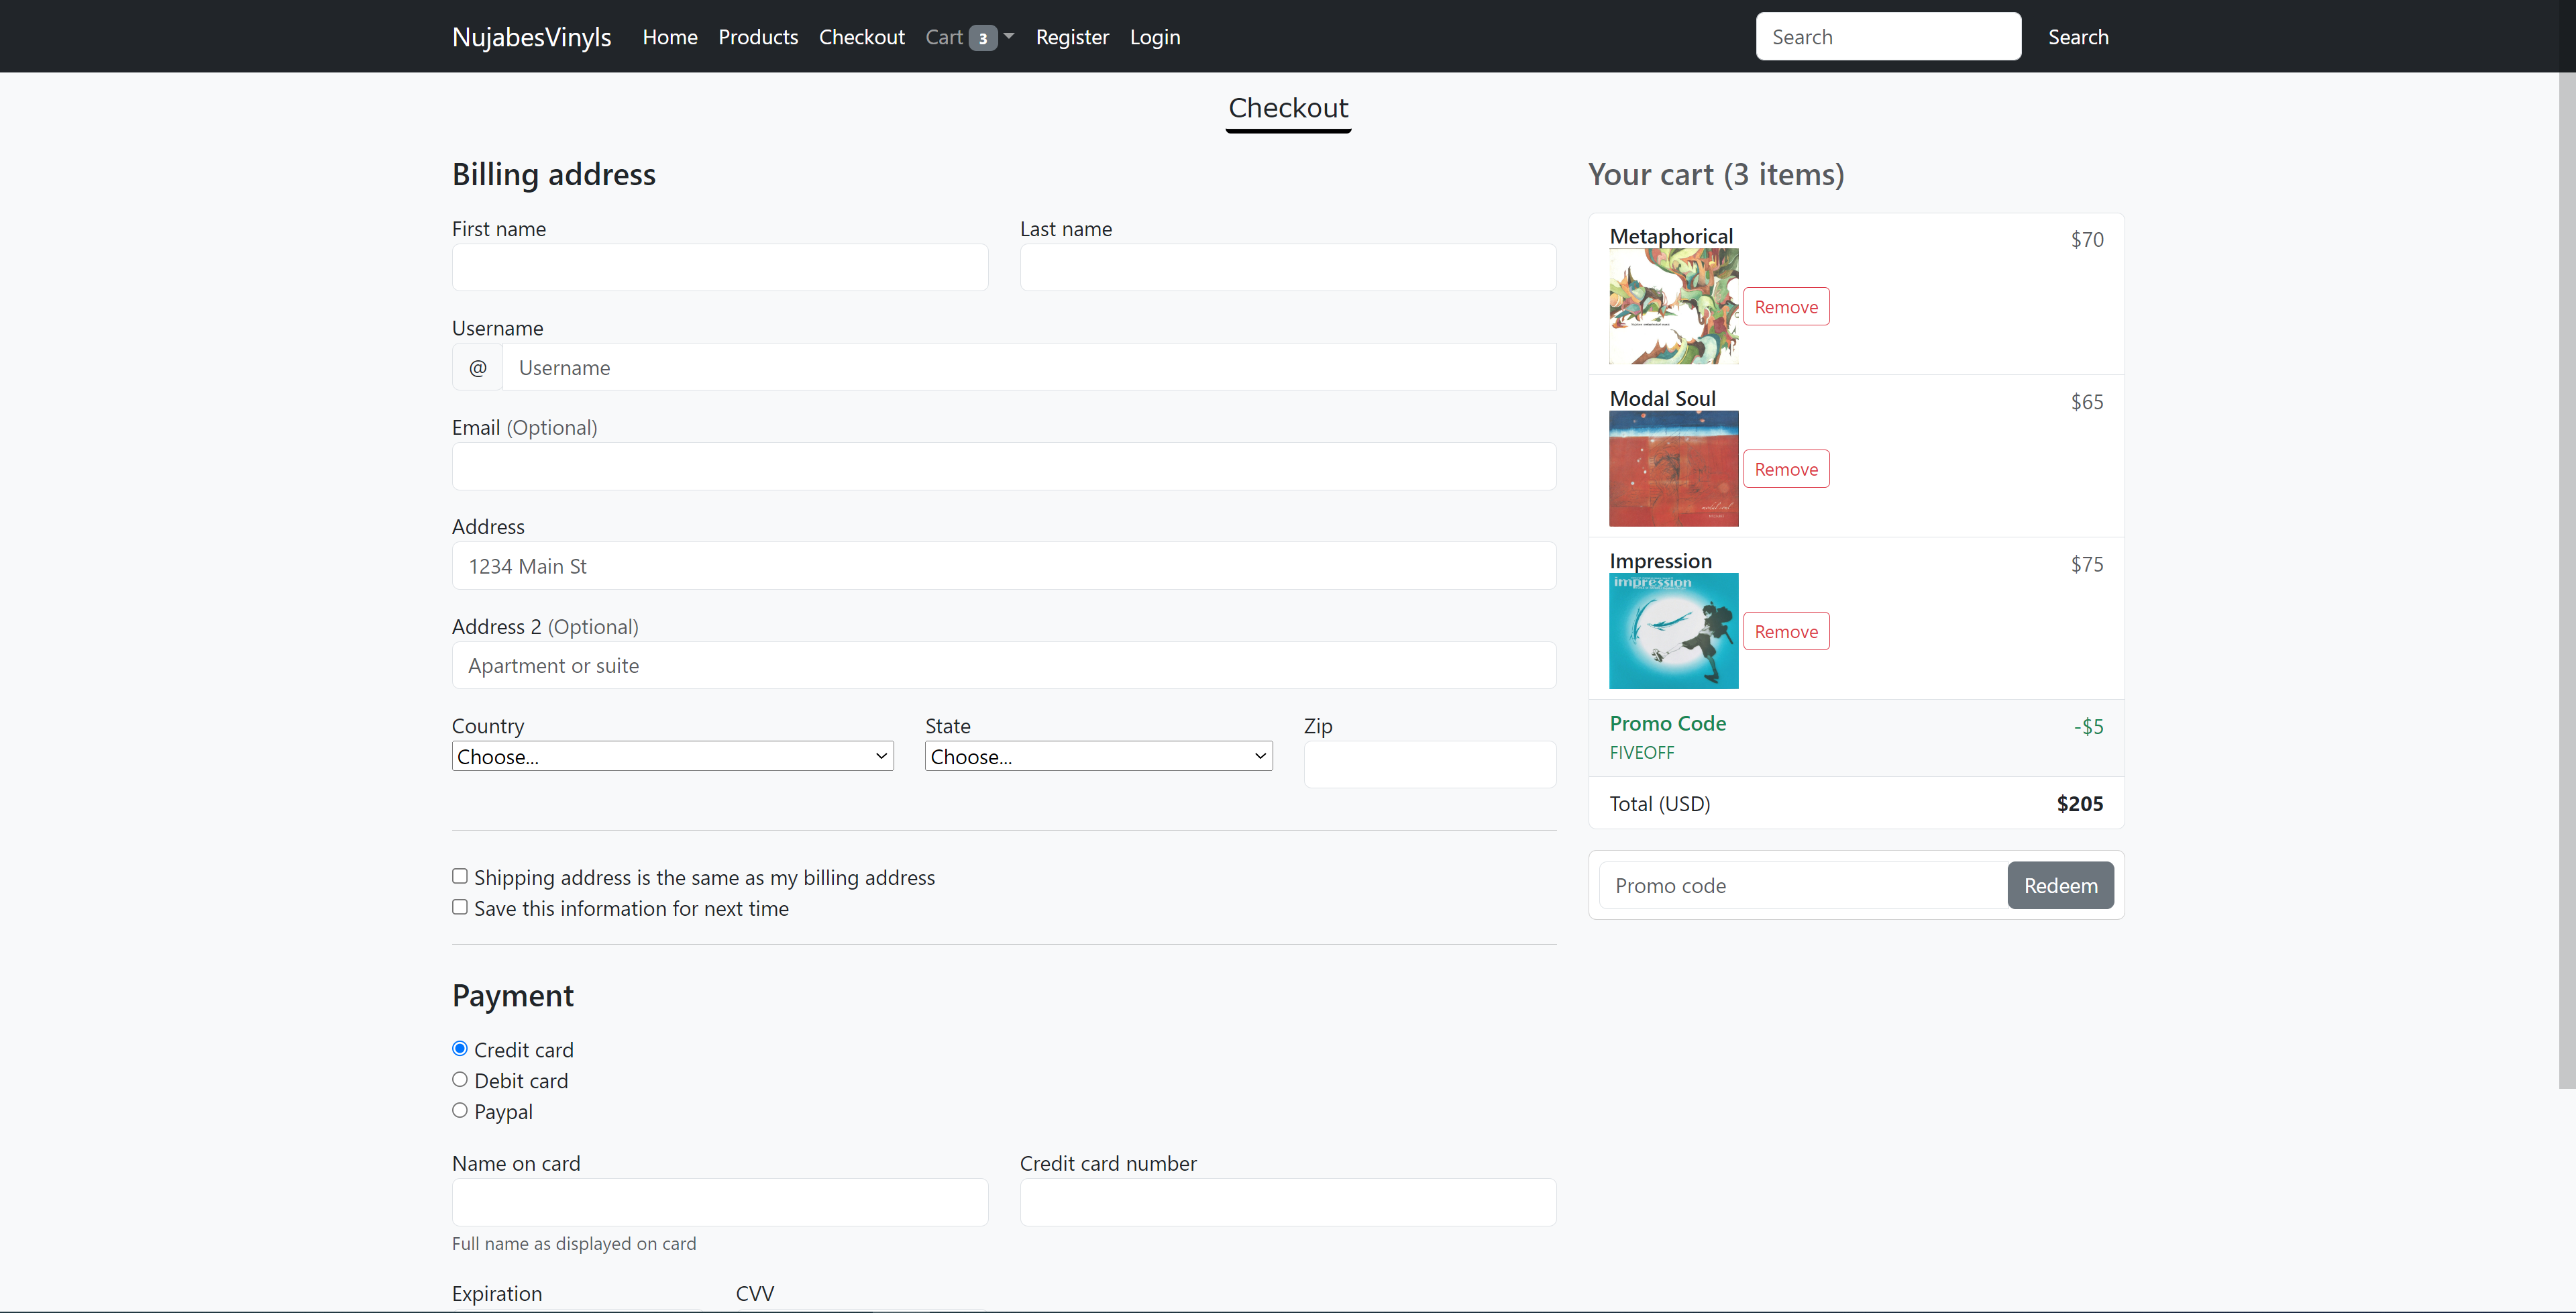 NujabesVinyls Home Products Checkout Cart 3 Register Login Search Search
Checkout
Billing address
First name Last name
Username
@ Username
Email (Optional)
Address
1234 Main St
Address 2 (Optional)
Apartment or suite
Country State Zip
Choose... Choose...
Shipping address is the same as my billing address
Save this information for next time
Payment
Credit card
Debit card
Paypal
Name on card Credit card number
Full name as displayed on card
Expiration CVV
Your cart (3 items)
Metaphorical $70
Remove
Modal Soul $65
modal soul
Remove
Impression $75
impression
Remove
Promo Code -$5
FIVEOFF
Total (USD) $205
Promo code Redeem